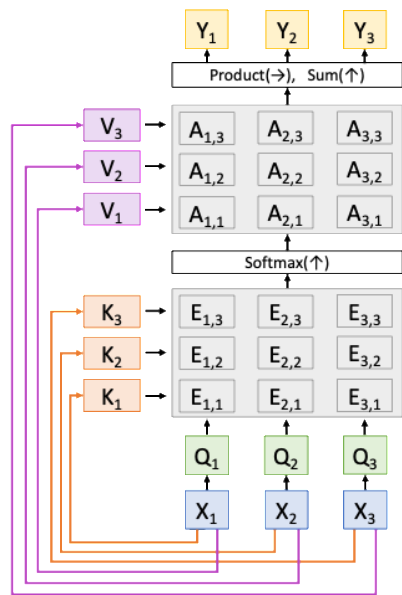 Y1 Y2 Y3
Product(→), Sum(↑)
V3 A1,3 A2,3 A3,3
V2 A1,2 A2,2 A3,2
V1 A1,1 A2,1 A3,1
Softmax(↑)
K3 E1,3 E2,3 E3,3
K2 E1,2 E2,2 E3,2
K1 E1,1 E2,1 E3,1
Q1 Q2 Q3
X1 X2 X3